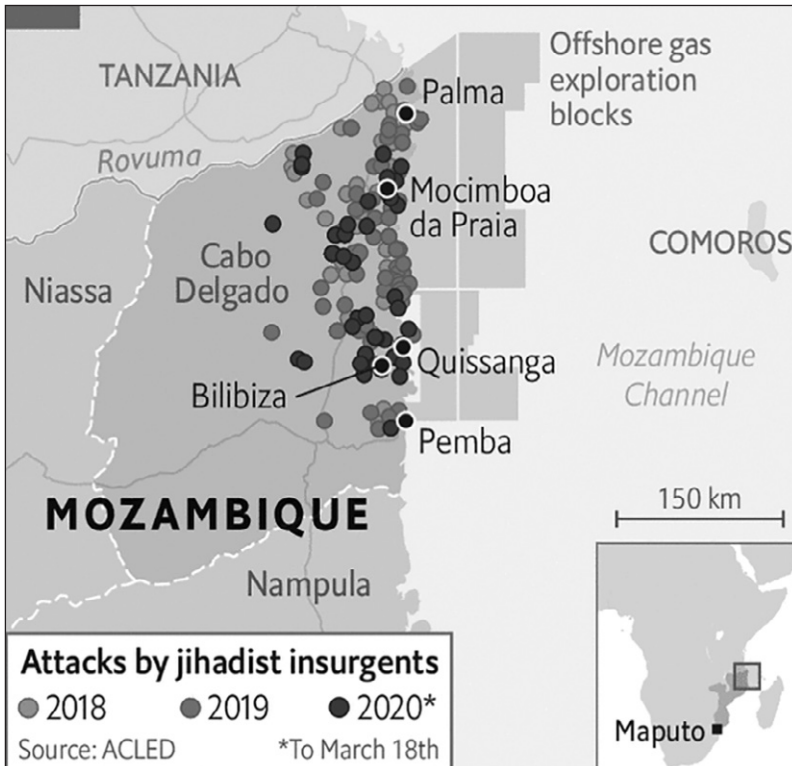 TANZANIA
Offshore gas
exploration
blocks
Palma
Rovuma
Mocimboa
da Praia
COMOROS
Cabo
Delgado
Niassa
Quissanga
Mozambique
Channel
Bilibiza
Pemba
MOZAMBIQUE
150 km
Nampula
Attacks by jihadist insurgents
2018 2019 2020*
Source: ACLED *To March 18th
Maputo